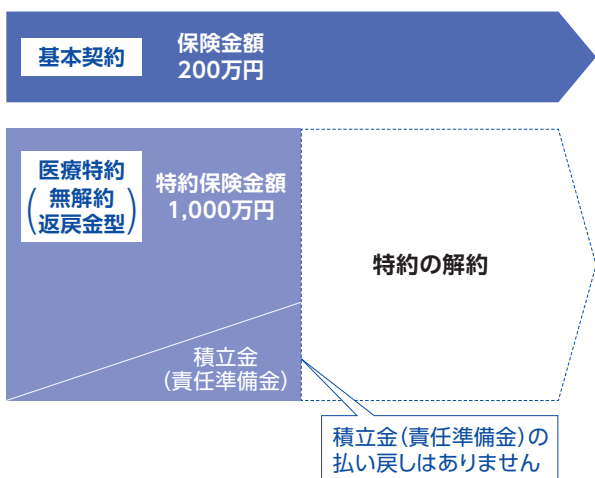 基本契約
保険金額
200万円
医療特約
(無解約
返戻金型)
特約保険金額
1,000万円
特約の解約
積立金
(責任準備金)
積立金(責任準備金)の
払い戻しはありません